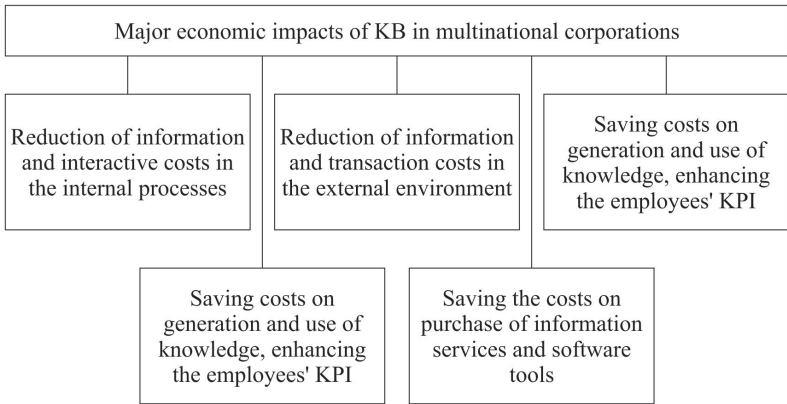 Major economic impacts of KB in multinational corporations
Reduction of information
and interactive costs in
the internal processes
Reduction of information
and transaction costs in
the external environment
Saving costs on
generation and use of
knowledge, enhancing
the employees' KPI
Saving costs on
generation and use of
knowledge, enhancing
the employees' KPI
Saving the costs on
purchase of information
services and software
tools